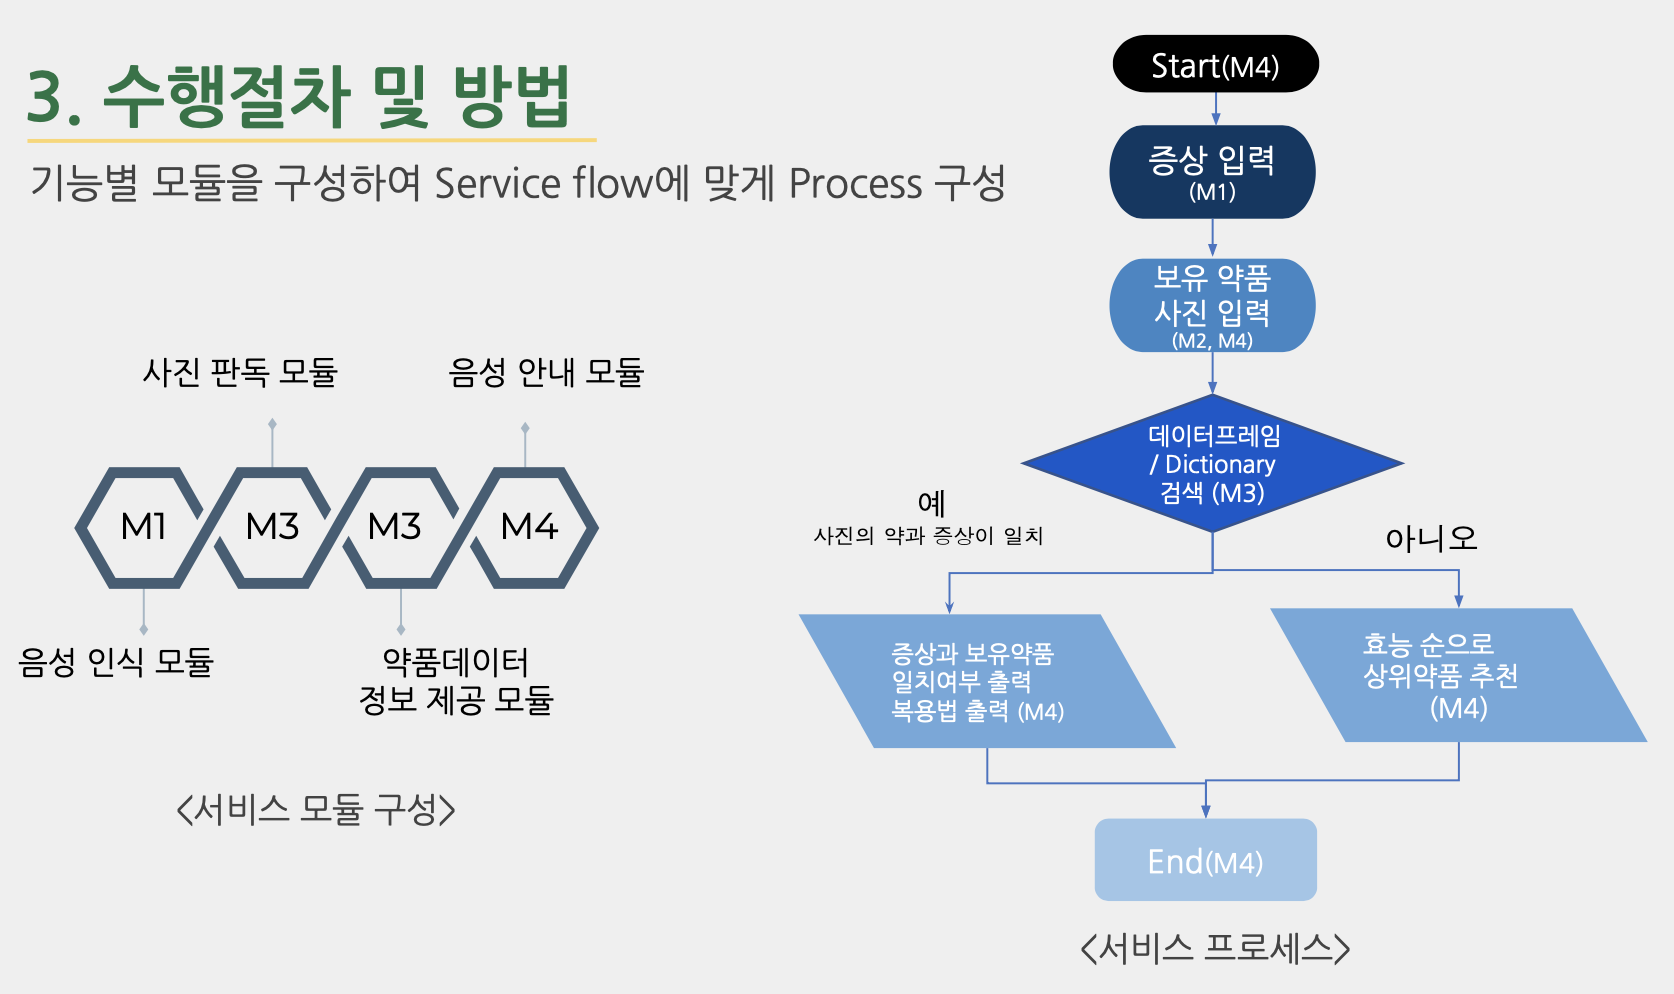 3. 수행절차 및 방법
기능별 모듈을 구성하여 Service flow에 맞게 Process 구성
사진 판독 모듈
음성 안내 모듈
M1
M3
M3
M4
음성 인식 모듈
약품데이터
정보 제공 모듈
<서비스 모듈 구성>
Start(M4)
증상 입력
(M1)
보유 약품
사진 입력
(M2, M4)
데이터프레임
/ Dictionary
검색 (M3)
예
사진의 약과 증상이 일치
아니오
증상과 보유약품
일치여부 출력
복용법 출력 (M4)
효능 순으로
상위약품 추천
(M4)
End(M4)
<서비스 프로세스>